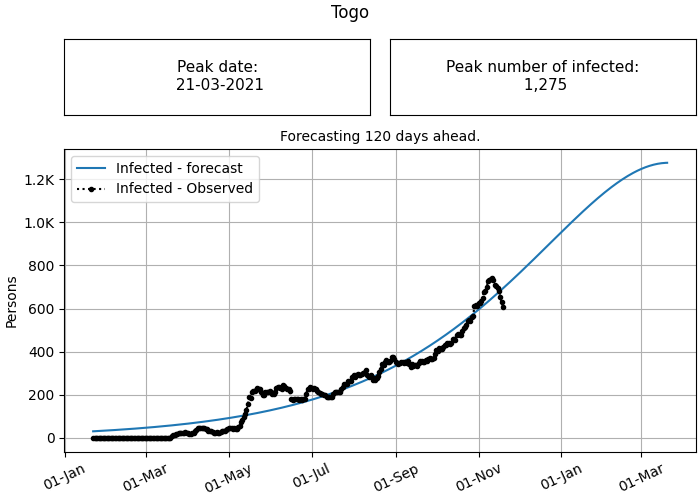 Togo
Peak date:
21-03-2021
Peak number of infected:
1,275
Forecasting 120 days ahead.
Infected - forecast
Infected - Observed
1.2K
1.0K
800
600
400
200
0
Persons
01-Jan
01-Mar
01-May
01-Jul
01-Sep
01-Nov
01-Jan
01-Mar